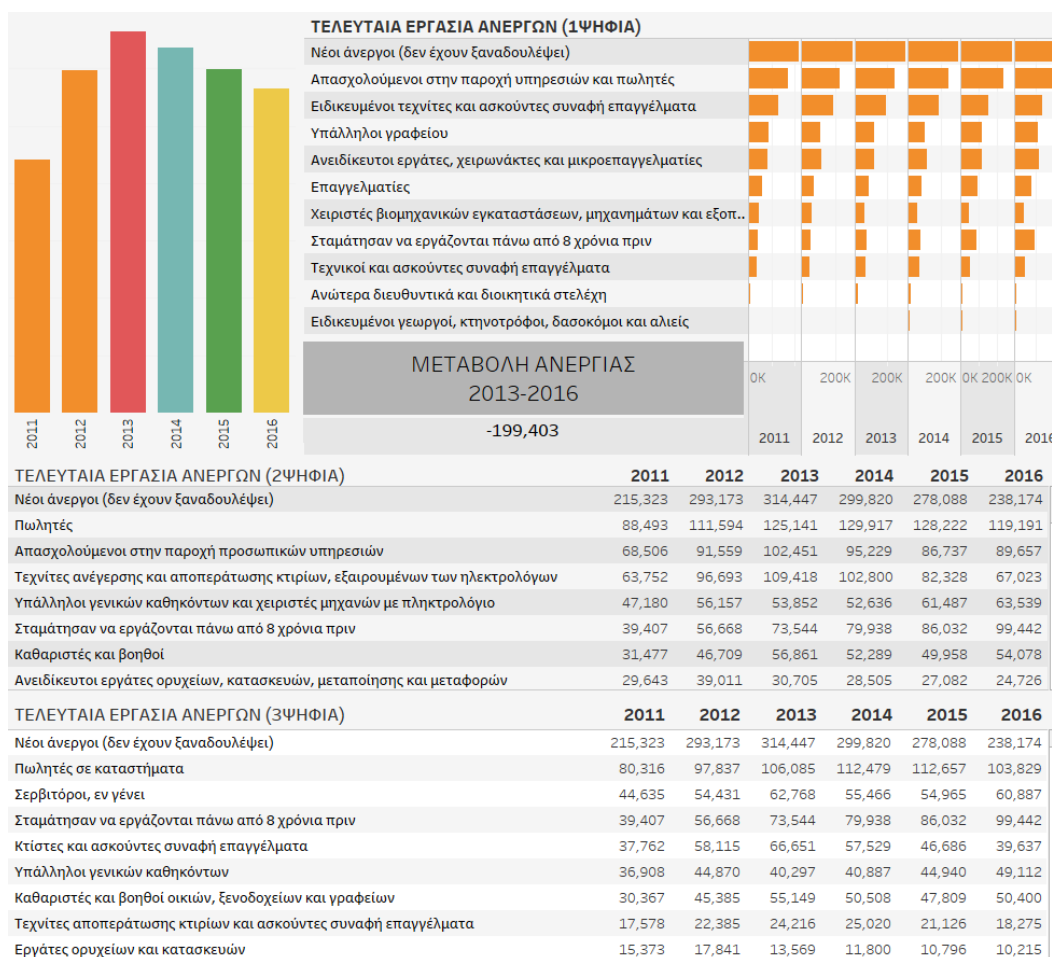 ΤΕΛΕΥΤΑΙΑ ΕΡΓΑΣΙΑ ΑΝΕΡΓΩΝ (1ΨΗΦΙΑ)
Νέοι άνεργοι (δεν έχουν ξαναδουλέψει)
Απασχολούμενοι στην παροχή υπηρεσιών και πωλητές
Ειδικευμένοι τεχνίτες και ασκούντες συναφή επαγγέλματα
Υπάλληλοι γραφείου
Ανειδίκευτοι εργάτες, χειρωνάκτες και μικροεπαγγελματίες
Επαγγελματίες
Χειριστές βιομηχανικών εγκαταστάσεων, μηχανημάτων και εξοπ..
Σταμάτησαν να εργάζονται πάνω από 8 χρόνια πριν
Τεχνικοί και ασκούντες συναφή επαγγέλματα
Ανώτερα διευθυντικά και διοικητικά στελέχη
Ειδικευμένοι γεωργοί, κτηνοτρόφοι, δασοκόμοι και αλιείς
0K 200K 200K 200K 0K 200K 0K
2011 2012 2013 2014 2015 2016
2011 2012 2013 2014 2015 2016
ΜΕΤΑΒΟΛΗ ΑΝΕΡΓΙΑΣ
2013-2016
-199,403
ΤΕΛΕΥΤΑΙΑ ΕΡΓΑΣΙΑ ΑΝΕΡΓΩΝ (2ΨΗΦΙΑ) 2011 2012 2013 2014 2015 2016
Νέοι άνεργοι (δεν έχουν ξαναδουλέψει) 215,323 293,173 314,447 299,820 278,088 238,174
Πωλητές 88,493 111,594 125,141 129,917 128,222 119,191
Απασχολούμενοι στην παροχή προσωπικών υπηρεσιών 68,506 91,559 102,451 95,229 86,737 89,657
Τεχνίτες ανέγερσης και αποπεράτωσης κτιρίων, εξαιρουμένων των ηλεκτρολόγων 63,752 96,693 109,418 102,800 82,328 67,023
Υπάλληλοι γενικών καθηκόντων και χειριστές μηχανών με πληκτρολόγιο 47,180 56,157 53,852 52,636 61,487 63,539
Σταμάτησαν να εργάζονται πάνω από 8 χρόνια πριν 39,407 56,668 73,544 79,938 86,032 99,442
Καθαριστές και βοηθοί 31,477 46,709 56,861 52,289 49,958 54,078
Ανειδίκευτοι εργάτες ορυχείων, κατασκευών, μεταποίησης και μεταφορών 29,643 39,011 30,705 28,505 27,082 24,726
ΤΕΛΕΥΤΑΙΑ ΕΡΓΑΣΙΑ ΑΝΕΡΓΩΝ (3ΨΗΦΙΑ) 2011 2012 2013 2014 2015 2016
Νέοι άνεργοι (δεν έχουν ξαναδουλέψει) 215,323 293,173 314,447 299,820 278,088 238,174
Πωλητές σε καταστήματα 80,316 97,837 106,085 112,479 112,657 103,829
Σερβιτόροι, εν γένει 44,635 54,431 62,768 55,466 54,965 60,887
Σταμάτησαν να εργάζονται πάνω από 8 χρόνια πριν 39,407 56,668 73,544 79,938 86,032 99,442
Κτίστες και ασκούντες συναφή επαγγέλματα 37,762 58,115 66,651 57,529 46,686 39,637
Υπάλληλοι γενικών καθηκόντων 36,908 44,870 40,297 40,887 44,940 49,112
Καθαριστές και βοηθοί οικιών, ξενοδοχείων και γραφείων 30,367 45,385 55,149 50,508 47,809 50,400
Τεχνίτες αποπεράτωσης κτιρίων και ασκούντες συναφή επαγγέλματα 17,578 22,385 24,216 25,020 21,126 18,275
Εργάτες ορυχείων και κατασκευών 15,373 17,841 13,569 11,800 10,796 10,215